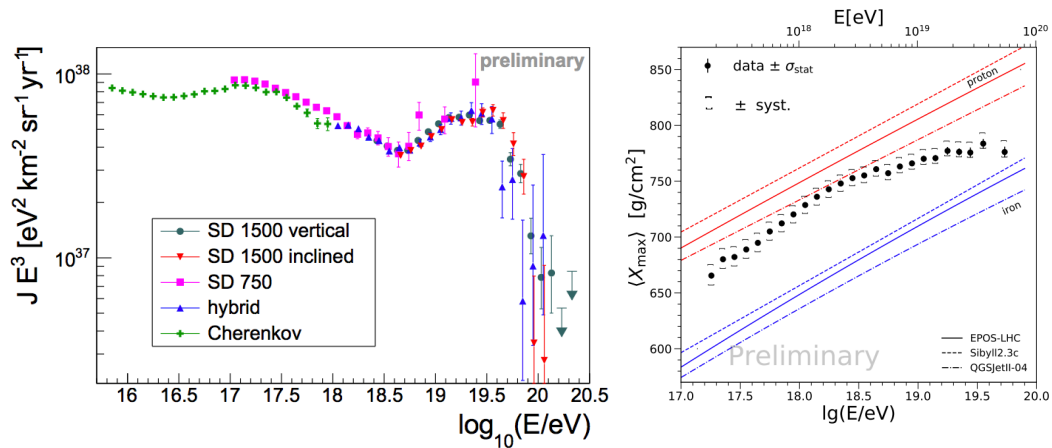 preliminary
J E³ [eV² km⁻² sr⁻¹ yr⁻¹]
10³⁸
10³⁷
SD 1500 vertical
SD 1500 inclined
SD 750
hybrid
Cherenkov
16 16.5 17 17.5 18 18.5 19 19.5 20 20.5
log₁₀(E/eV)
E[eV]
10¹⁸ 10¹⁹ 10²⁰
⟨Xmax⟩ [g/cm²]
850
800
750
700
650
600
data ± σstat
± syst.
proton
iron
EPOS-LHC
Sibyll2.3c
QGSJetII-04
Preliminary
17.0 17.5 18.0 18.5 19.0 19.5 20.0
lg(E/eV)